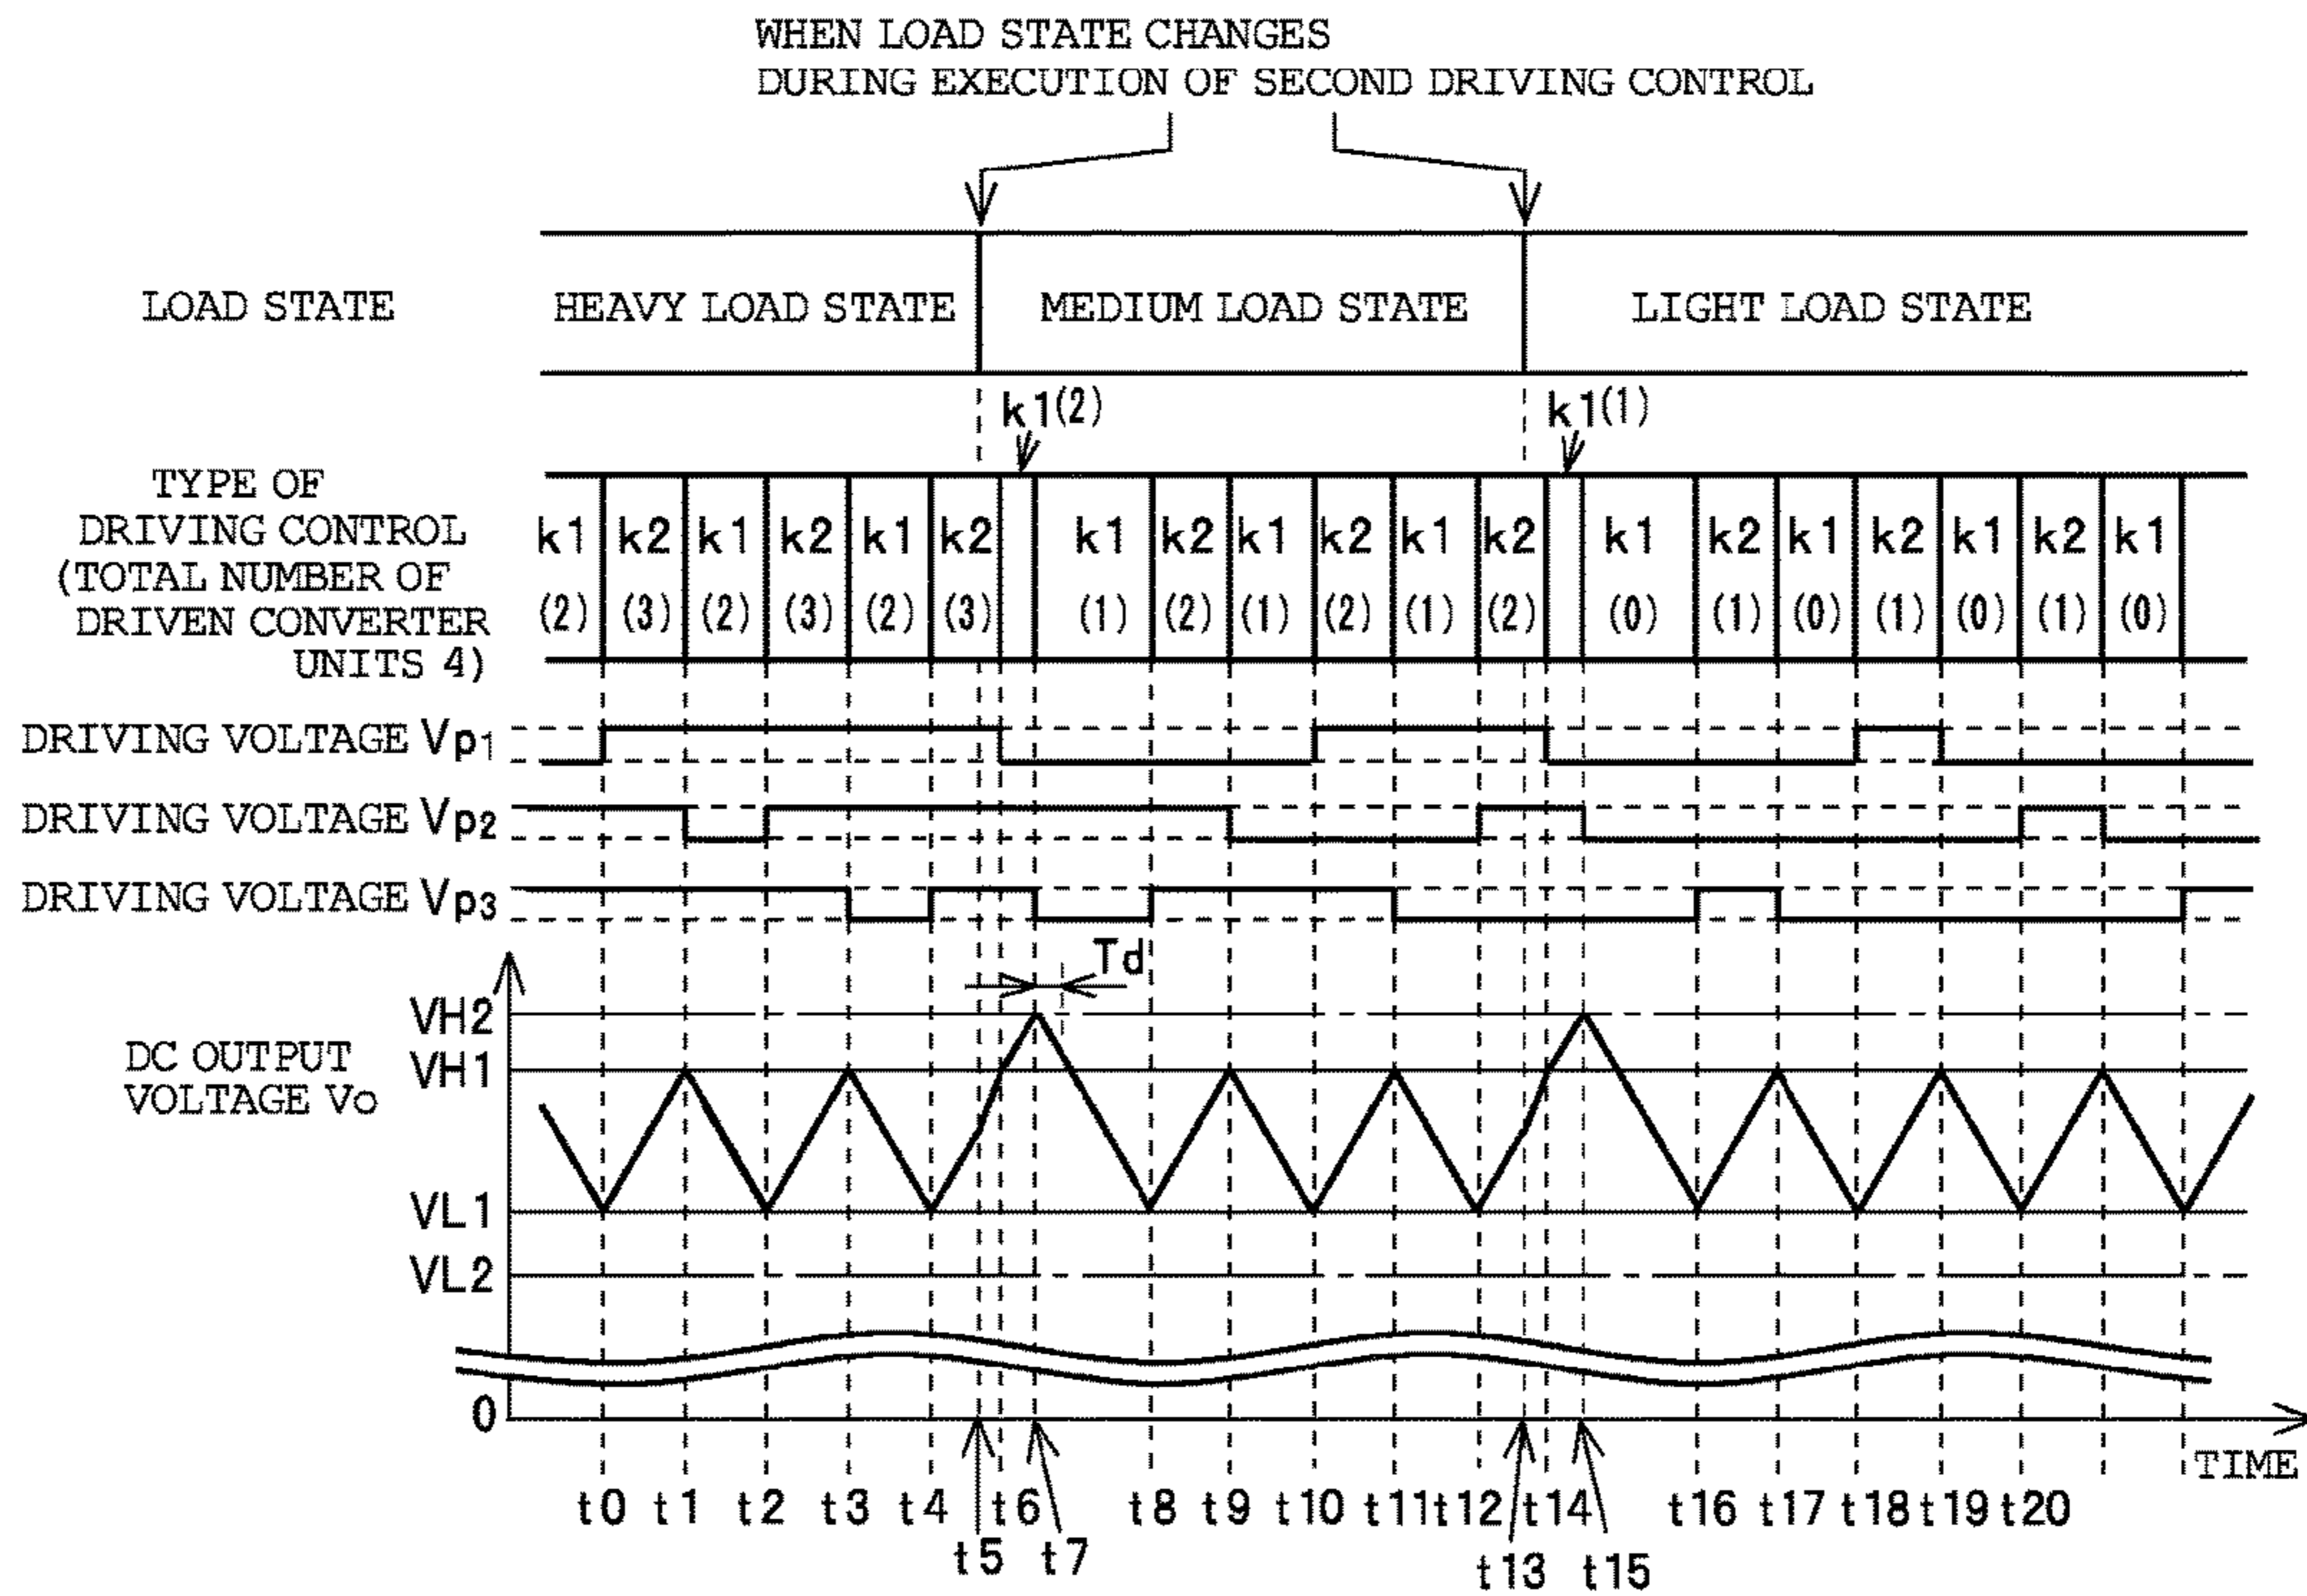 WHEN LOAD STATE CHANGES
DURING EXECUTION OF SECOND DRIVING CONTROL
LOAD STATE
HEAVY LOAD STATE
MEDIUM LOAD STATE
LIGHT LOAD STATE
k1(2)
k1(1)
TYPE OF
DRIVING CONTROL
(TOTAL NUMBER OF
DRIVEN CONVERTER
UNITS 4)
k1 k2 k1 k2 k1 k2 k1 k2 k1 k2 k1 k2 k1 k2 k1 k2 k1 k2 k1
(2) (3) (2) (3) (2) (3) (1) (2) (1) (2) (1) (2) (0) (1) (0) (1) (0) (1) (0)
DRIVING VOLTAGE Vp1
DRIVING VOLTAGE Vp2
DRIVING VOLTAGE Vp3
Td
VH2
DC OUTPUT
VOLTAGE Vo
VH1
VL1
VL2
0
TIME
t0 t1 t2 t3 t4 t6 t8 t9 t10 t11 t12 t14 t16 t17 t18 t19 t20
t5 t7 t13 t15